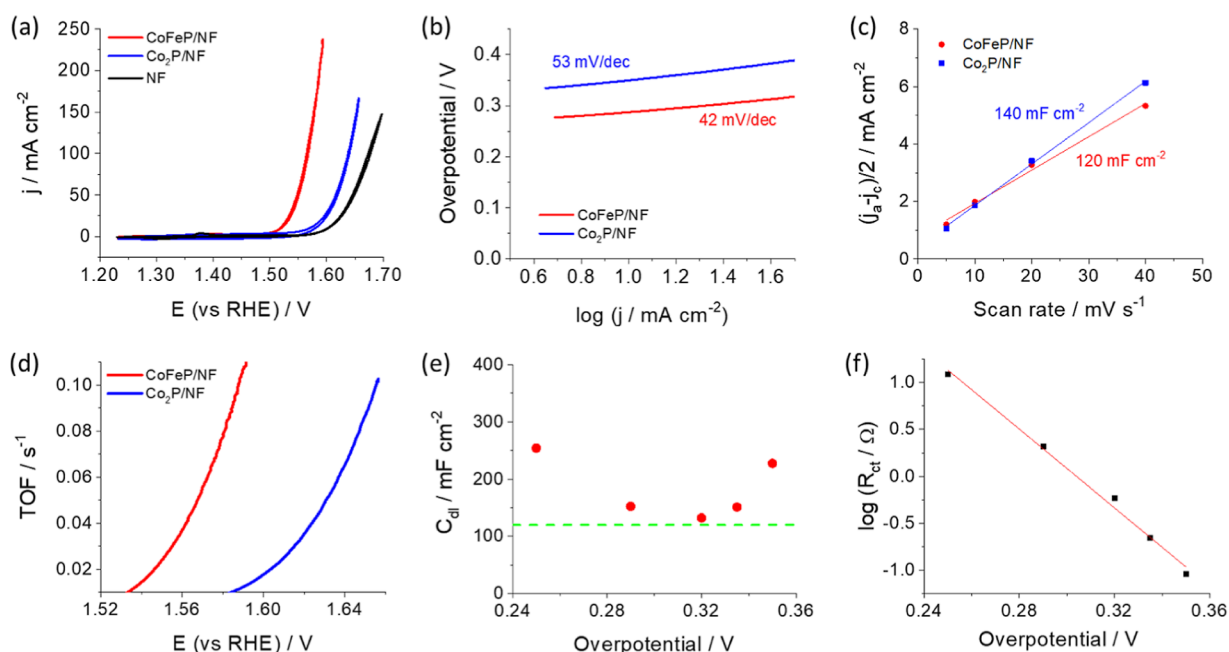 (a)
CoFeP/NF
Co₂P/NF
NF
j / mA cm⁻²
250
200
150
100
50
0
1.20 1.30 1.40 1.50 1.60 1.70
E (vs RHE) / V
(b)
53 mV/dec
42 mV/dec
CoFeP/NF
Co₂P/NF
Overpotential / V
0.4
0.3
0.2
0.1
0.0
0.6 0.8 1.0 1.2 1.4 1.6
log (j / mA cm⁻²)
(c)
CoFeP/NF
Co₂P/NF
140 mF cm⁻²
120 mF cm⁻²
(jₐ-j꜀)/2 / mA cm⁻²
8
6
4
2
0
0 10 20 30 40 50
Scan rate / mV s⁻¹
(d)
CoFeP/NF
Co₂P/NF
TOF / s⁻¹
0.10
0.08
0.06
0.04
0.02
1.52 1.56 1.60 1.64
E (vs RHE) / V
(e)
C_dl / mF cm⁻²
400
300
200
100
0
0.24 0.28 0.32 0.36
Overpotential / V
(f)
log (R_ct / Ω)
1.0
0.5
0.0
-0.5
-1.0
0.24 0.28 0.32 0.36
Overpotential / V